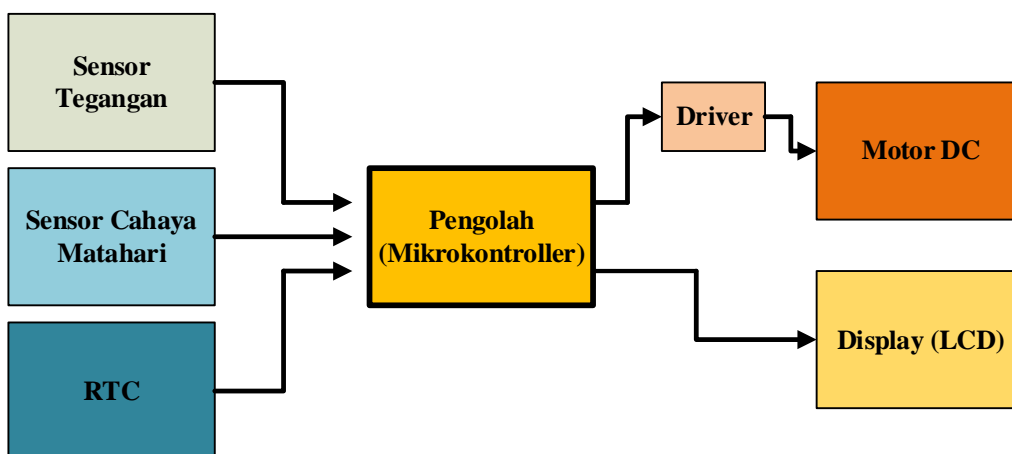 Sensor
Tegangan
Sensor Cahaya
Matahari
RTC
Pengolah
(Mikrokontroller)
Driver
Motor DC
Display (LCD)